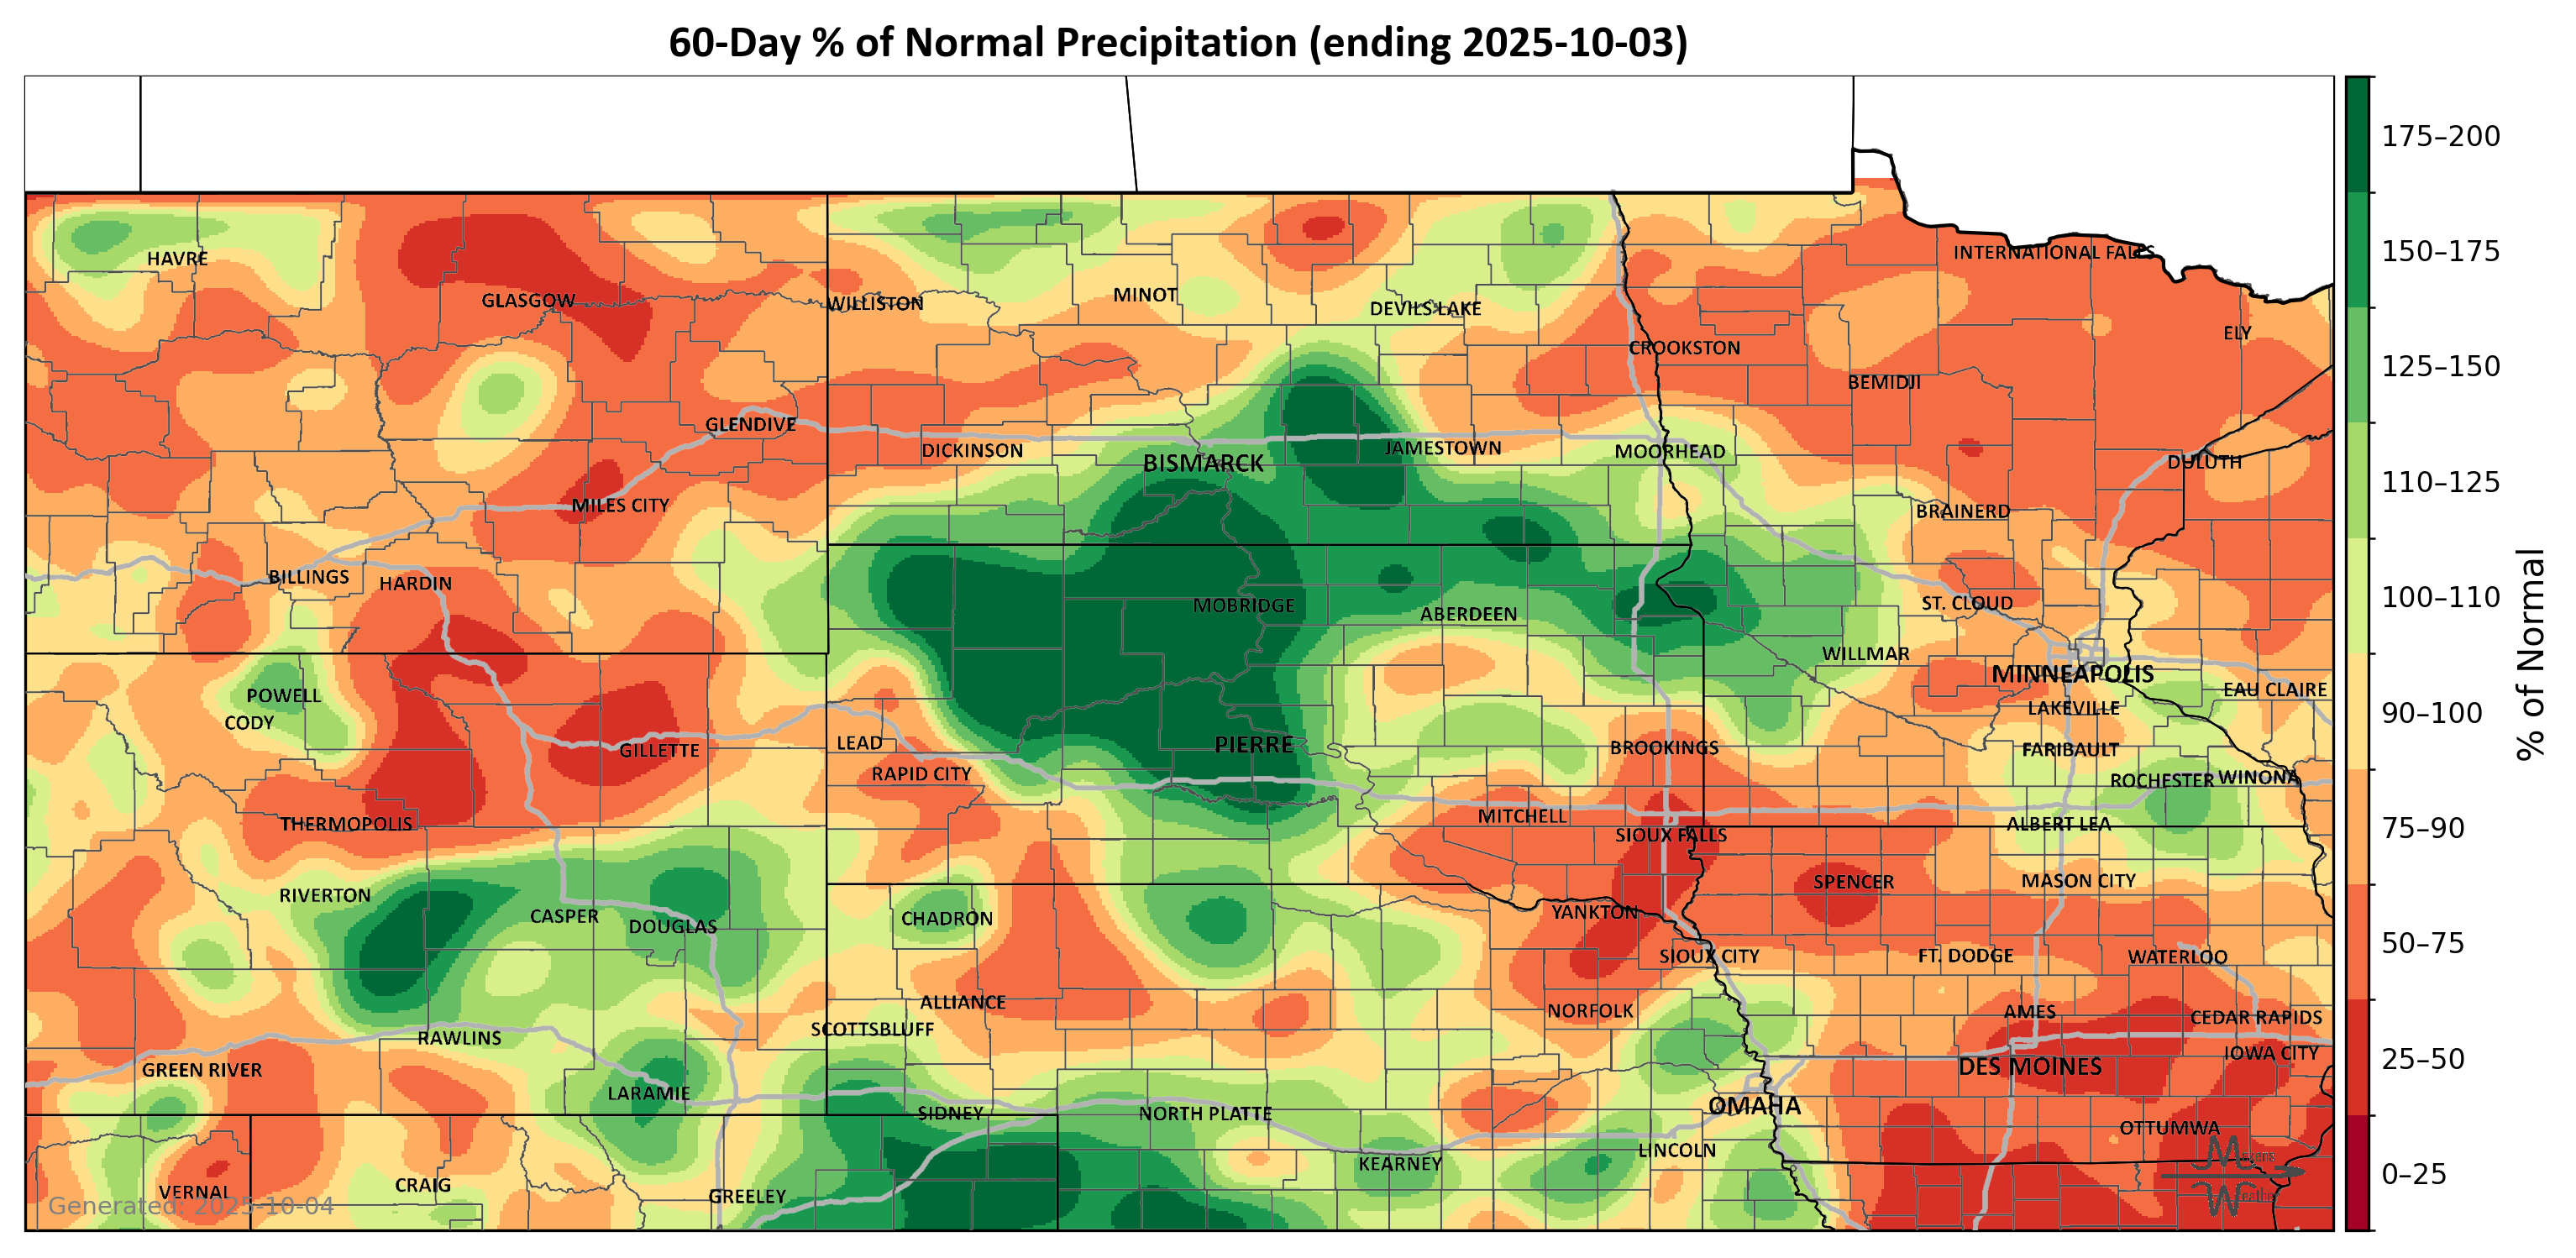 60-Day % of Normal Precipitation (ending 2025-10-03)
175–200
INTERNATIONAL FALLS
150–175
HAVRE
MINOT
GLASGOW
WILLISTON
DEVILS LAKE
ELY
CROOKSTON
125–150
BEMIDJI
GLENDIVE
DICKINSON
JAMESTOWN
MOORHEAD
BISMARCK
DULUTH
110–125
MILES CITY
BRAINERD
BILLINGS
HARDIN
100–110
MOBRIDGE
ABERDEEN
ST. CLOUD
WILLMAR
MINNEAPOLIS
POWELL
EAU CLAIRE
CODY
LAKEVILLE
90–100
% of Normal
LEAD
PIERRE
BROOKINGS
FARIBAULT
GILLETTE
RAPID CITY
ROCHESTER
WINONA
THERMOPOLIS
MITCHELL
SIOUX FALLS
ALBERT LEA
75–90
RIVERTON
SPENCER
MASON CITY
CASPER
DOUGLAS
CHADRON
YANKTON
50–75
SIOUX CITY
FT. DODGE
WATERLOO
ALLIANCE
NORFOLK
AMES
CEDAR RAPIDS
SCOTTSBLUFF
RAWLINS
IOWA CITY
25–50
GREEN RIVER
DES MOINES
LARAMIE
SIDNEY
NORTH PLATTE
OMAHA
OTTUMWA
LINCOLN
KEARNEY
0–25
VERNAL
CRAIG
GREELEY
Generated: 2025-10-04
Weather